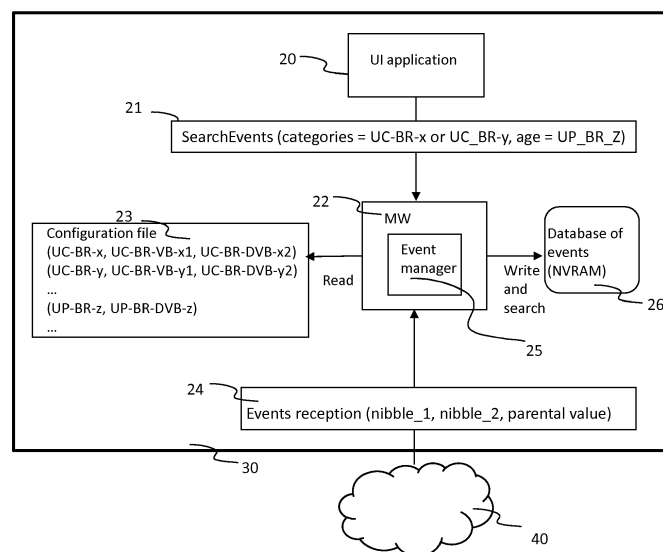 20
UI application
21
SearchEvents (categories = UC-BR-x or UC_BR-y, age = UP_BR_Z)
22
MW
23
Configuration file
(UC-BR-x, UC-BR-VB-x1, UC-BR-DVB-x2)
(UC-BR-y, UC-BR-VB-y1, UC-BR-DVB-y2)
...
(UP-BR-z, UP-BR-DVB-z)
...
Read
Event
manager
25
Write
and
search
Database of
events
(NVRAM)
26
24
Events reception (nibble_1, nibble_2, parental value)
30
40